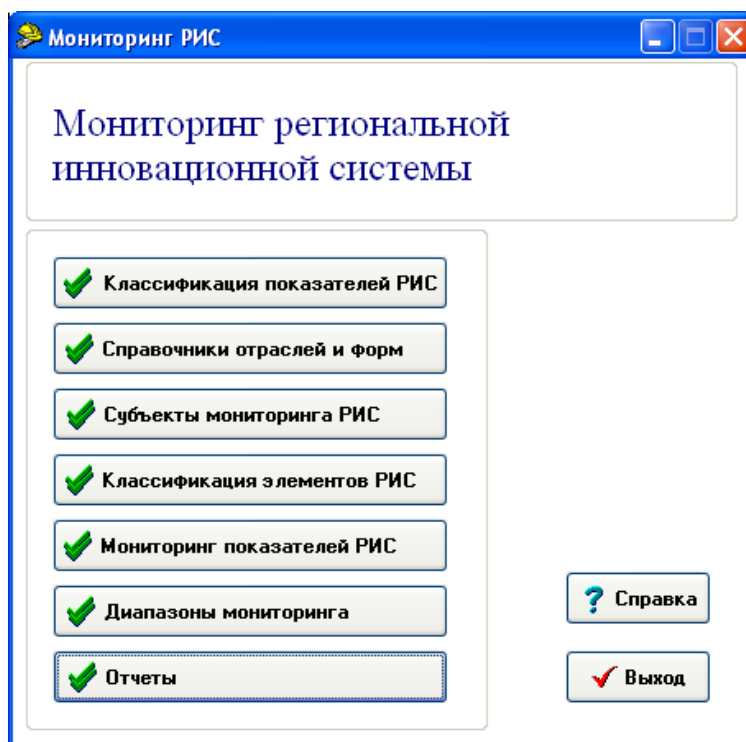 Мониторинг РИС
Мониторинг региональной
инновационной системы
Классификация показателей РИС
Справочники отраслей и форм
Субъекты мониторинга РИС
Классификация элементов РИС
Мониторинг показателей РИС
Диапазоны мониторинга
Отчеты
Справка
Выход